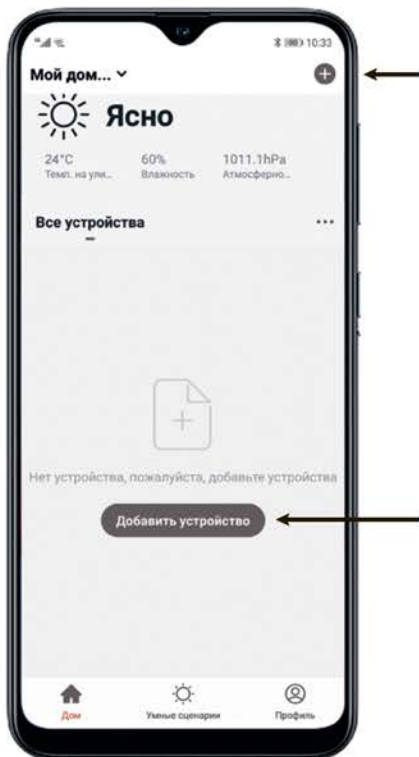 10:33
Мой дом...
Ясно
24°C 60% 1011.1hPa
Темп. на ули... Влажность Атмосферно...
Все устройства
Нет устройства, пожалуйста, добавьте устройства
Добавить устройство
Дом Умные сценарии Профиль